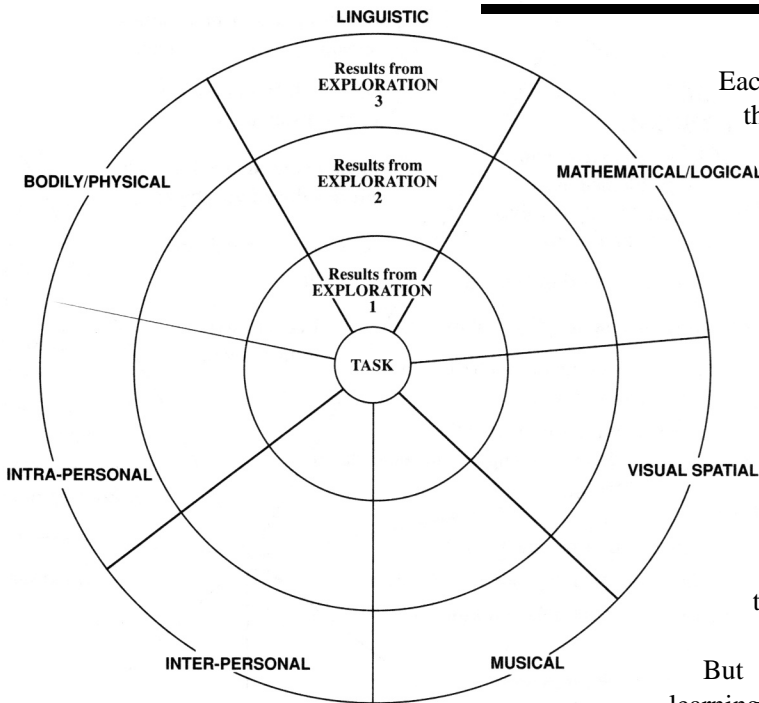 LINGUISTIC
Results from
EXPLORATION
3
Results from
EXPLORATION
2
Results from
EXPLORATION
1
TASK
BODILY/PHYSICAL
MATHEMATICAL/LOGICAL
INTRA-PERSONAL
VISUAL SPATIAL
INTER-PERSONAL
MUSICAL
But